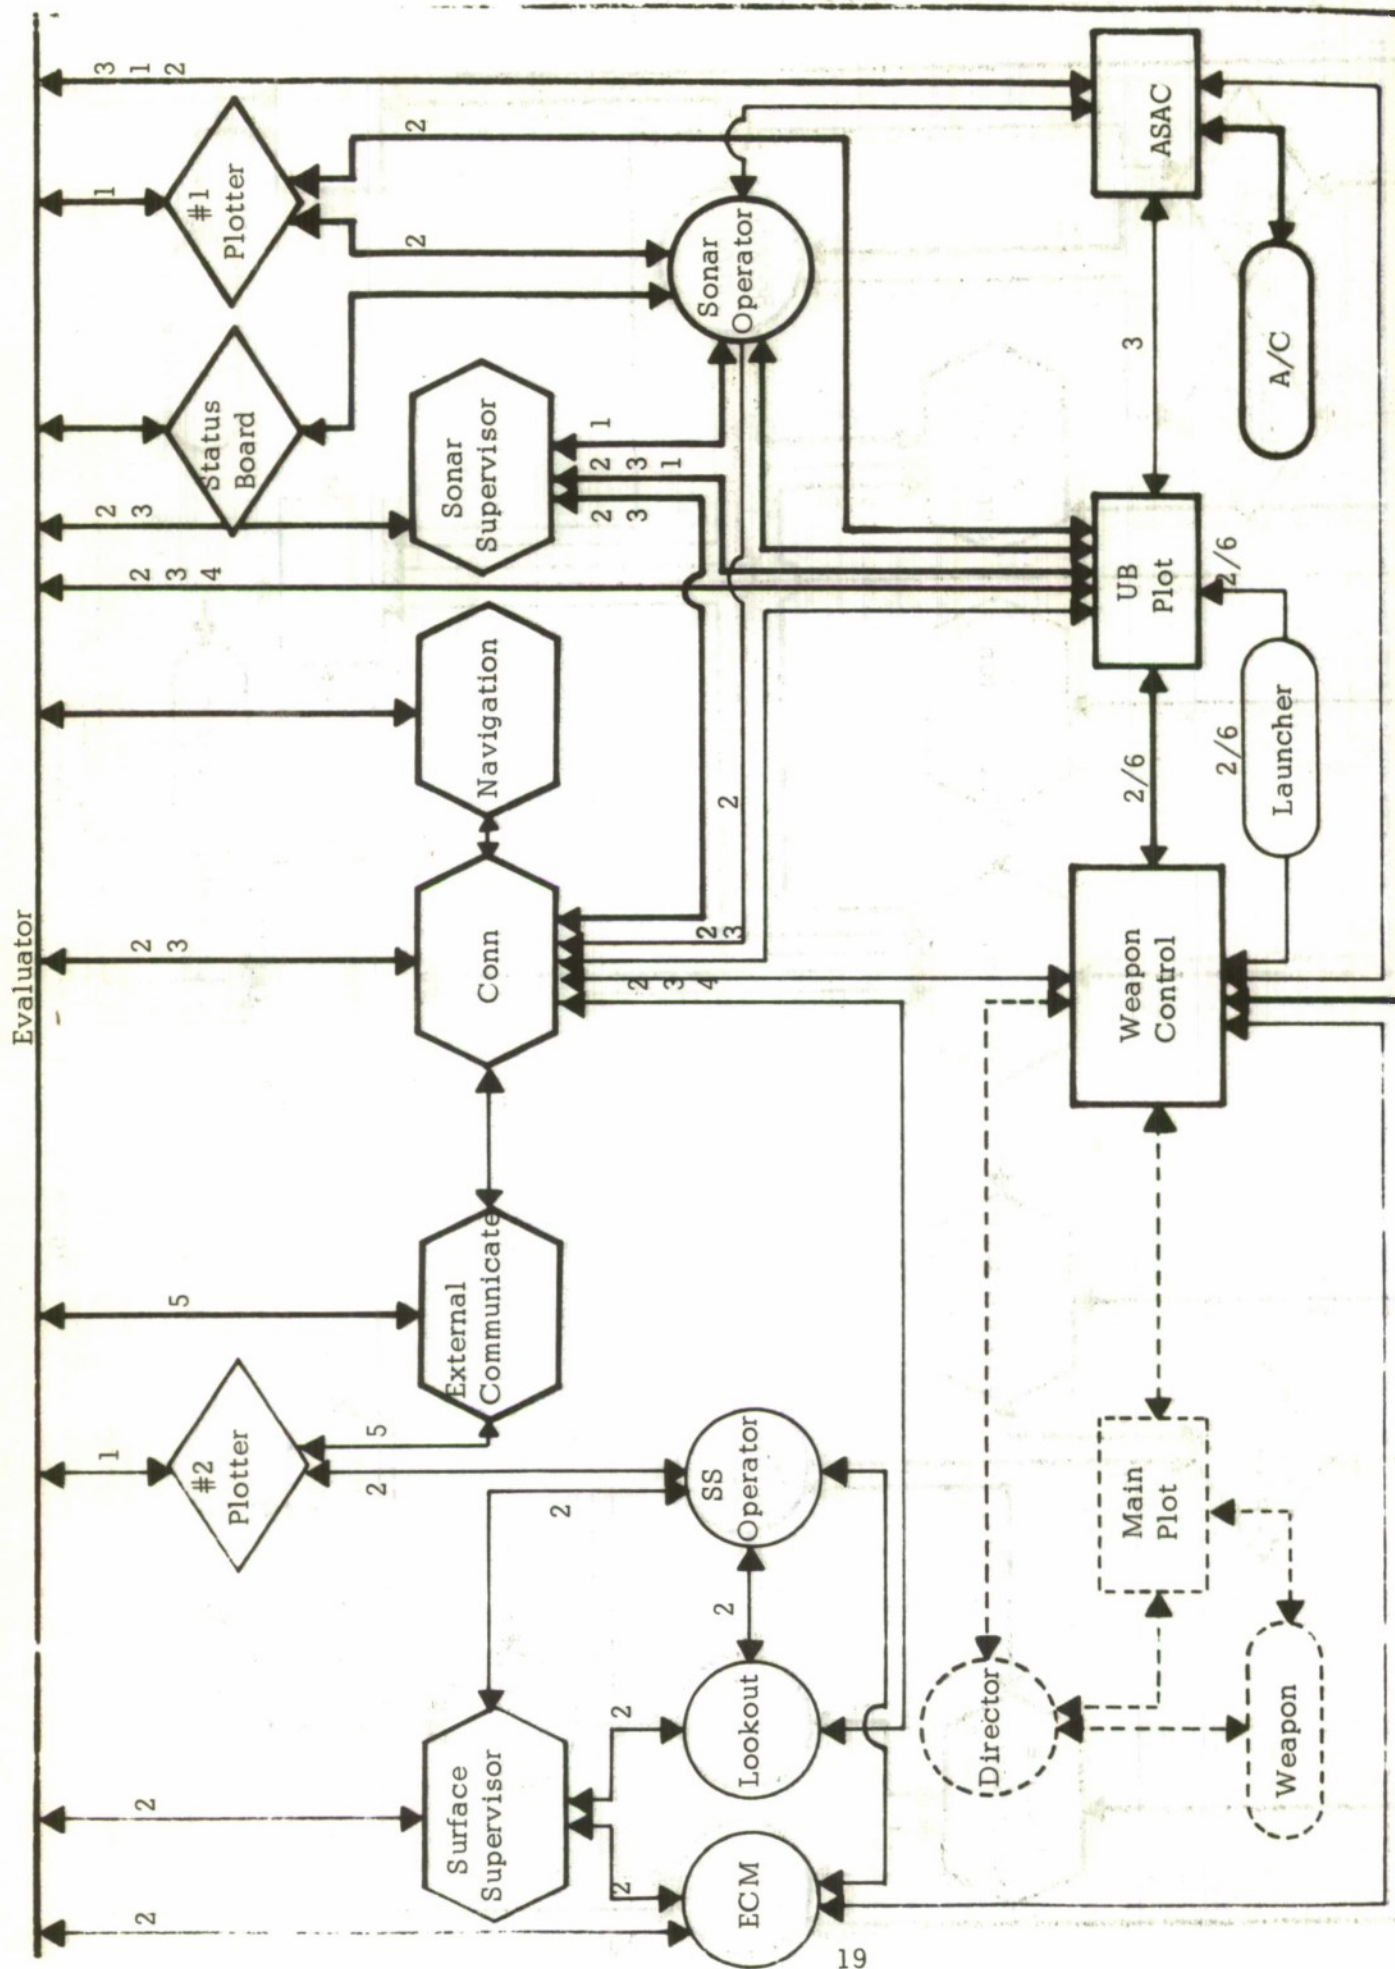 Evaluator
3
1
2
1
#1
Plotter
2
2
Status
Board
2
3
2
3
4
Sonar
Supervisor
1
2
3
1
2
3
Sonar
Operator
ASAC
3
A/C
UB
Plot
2/6
2/6
2/6
Launcher
Navigation
2
3
Conn
2
2
3
2
3
4
Weapon
Control
5
External
Communicate
1
#2
Plotter
5
2
2
SS
Operator
2
Lookout
2
2
Surface
Supervisor
2
2
ECM
Main
Plot
Director
Weapon
19